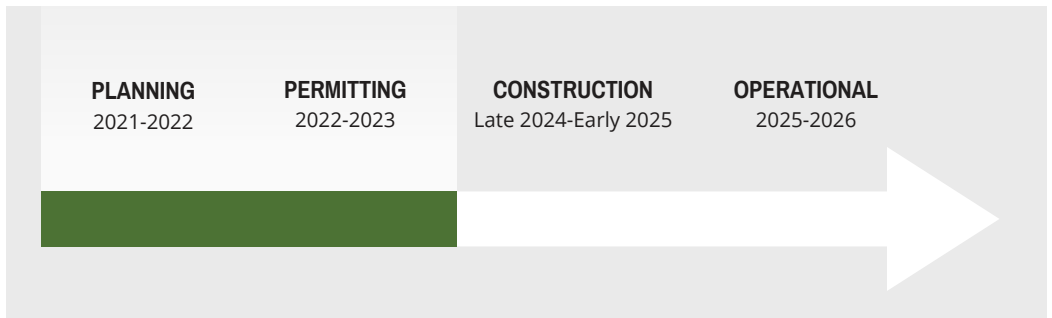 PLANNING
2021-2022
PERMITTING
2022-2023
CONSTRUCTION
Late 2024-Early 2025
OPERATIONAL
2025-2026